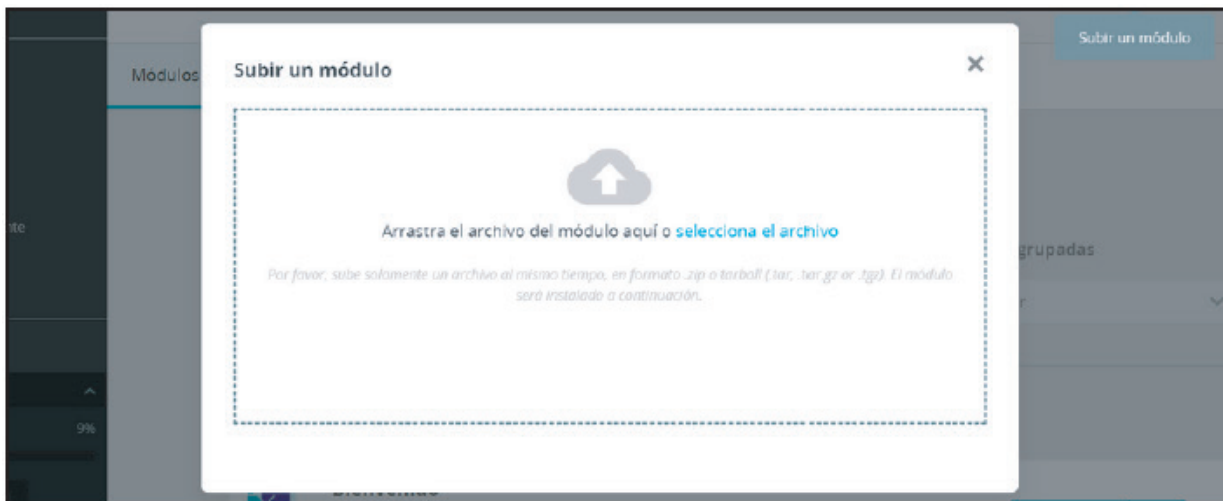 Subir un módulo
Módulos
Subir un módulo
Arrastra el archivo del módulo aquí o selecciona el archivo
Por favor, sube solamente un archivo al mismo tiempo, en formato .zip o tarball (.tar, .tar.gz or .tgz). El módulo
será instalado a continuación.
nte
grupadas
r
9%
Bienvenido